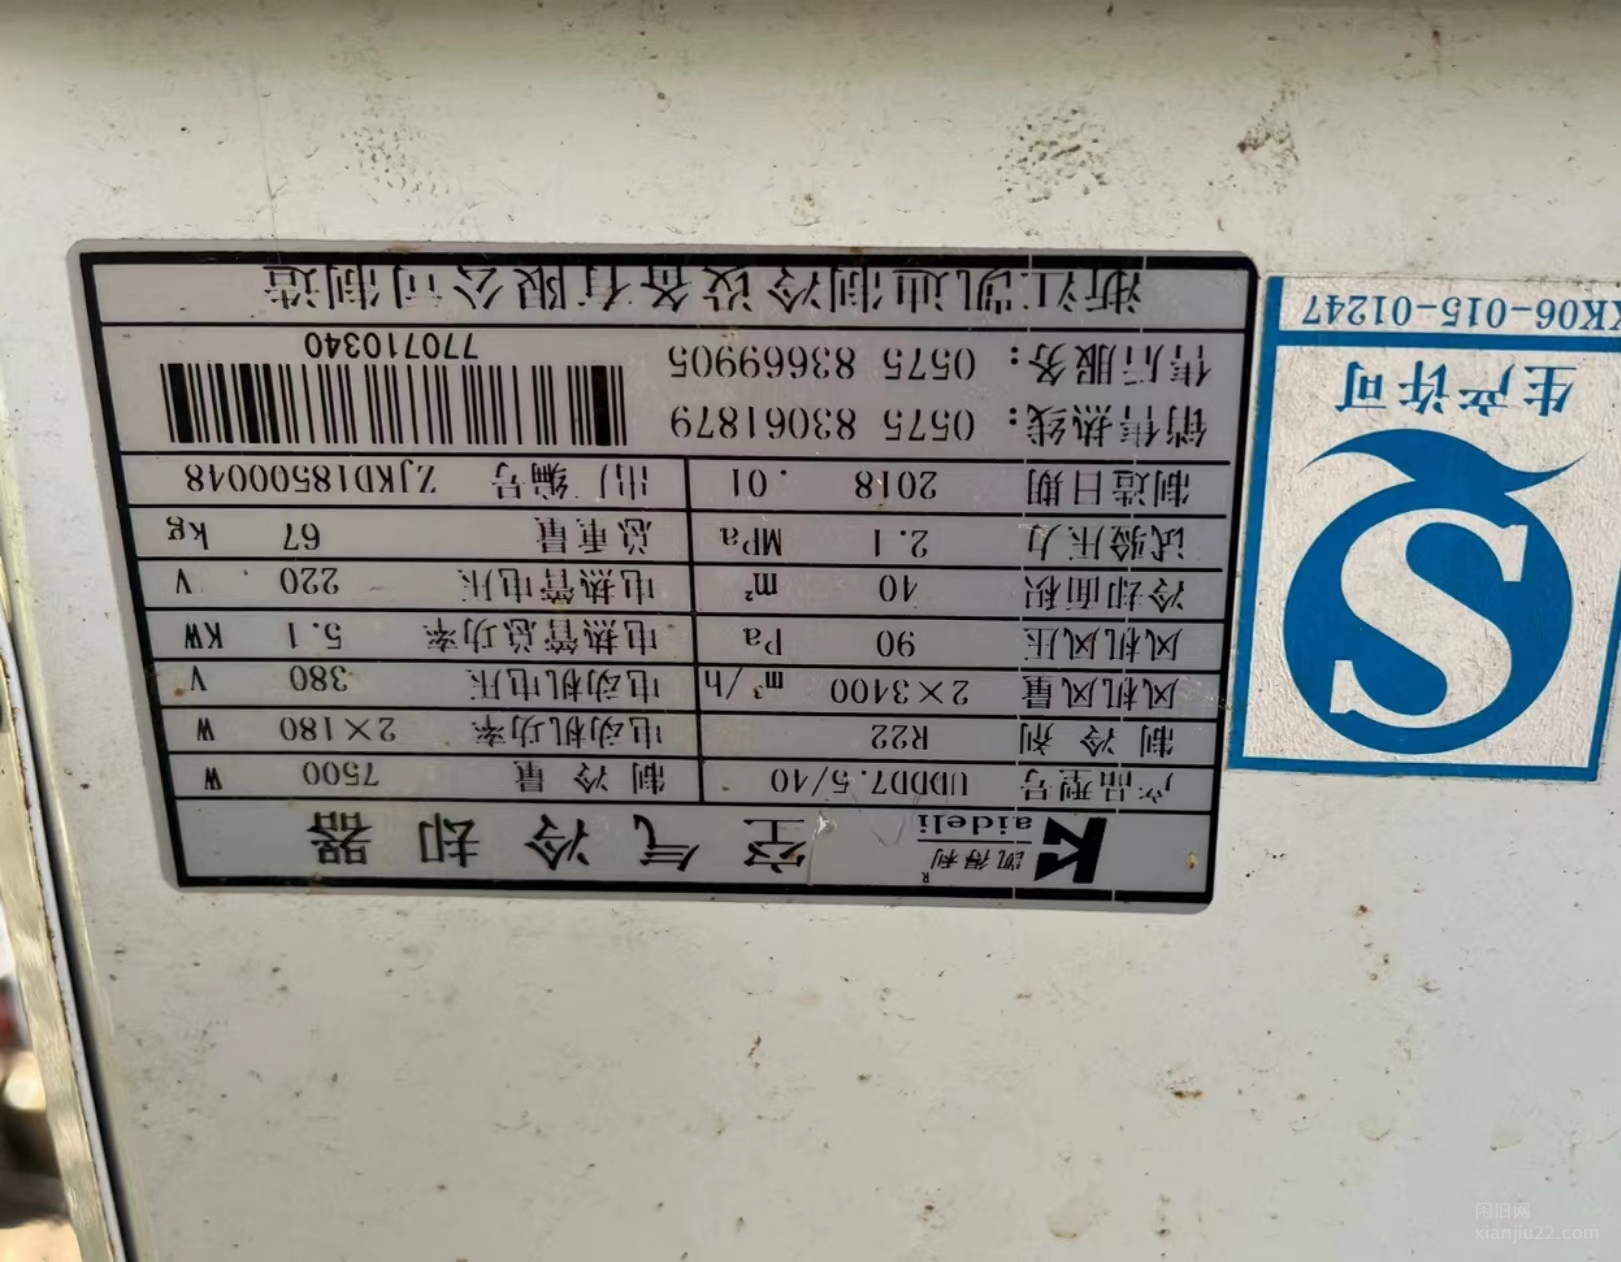 凯得利®
Kaideli
空气冷却器
产品型号 UDD7.5/40 制冷量 7500 W
制冷剂 R22 电动机功率 2×180 W
风机风量 2×3400 m³/h 电动机电压 380 V
风机风压 90 Pa 电热管总功率 5.1 KW
冷却面积 40 m² 电热管电压 220 V
试验压力 2.1 MPa 总重量 67 kg
制造日期 2018.01 出厂编号 ZJKD18500048
销售热线：0575 83061879
售后服务：0575 83669905
770710340
浙江凯迪制冷设备有限公司制造
S
生产许可
XK06-015-01247
闲旧网
xianjiu22.com